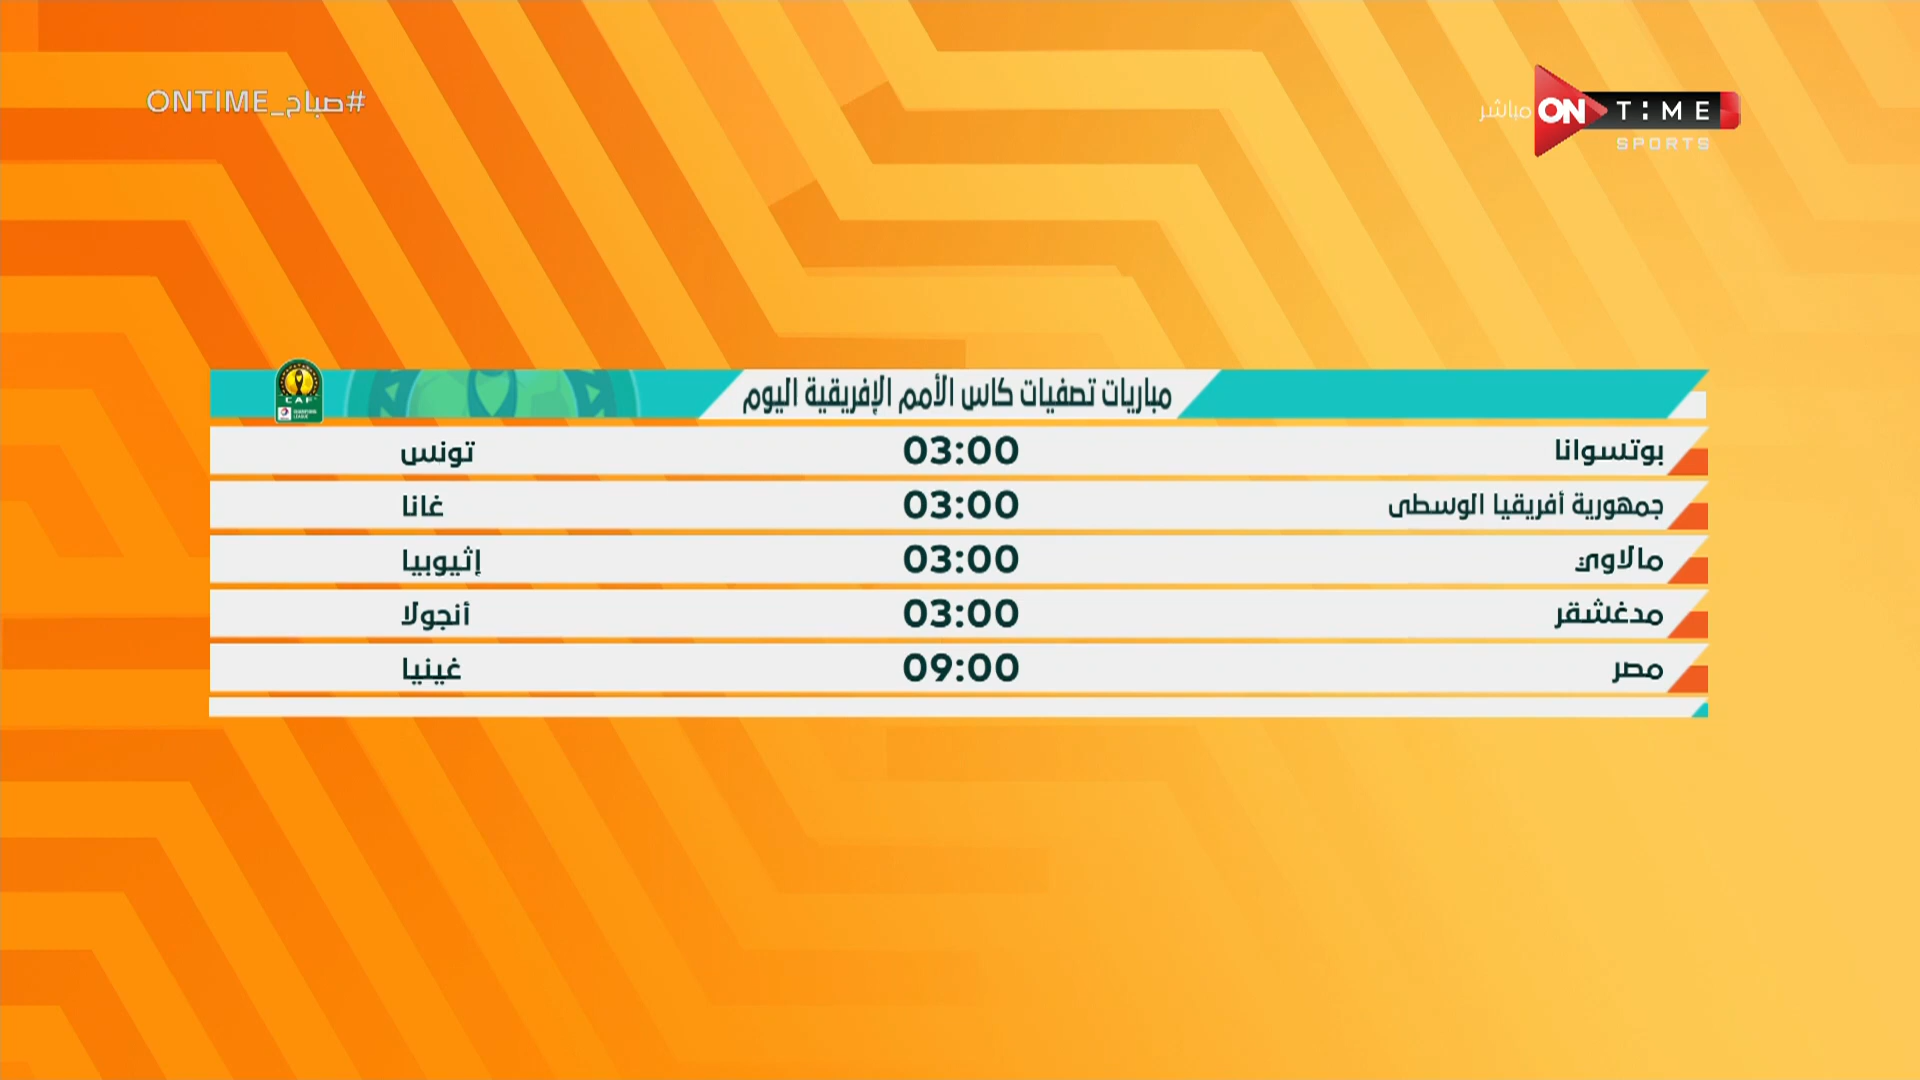 #صباح_ONTIME
مباشر ON TIME
SPORTS
مباريات تصفيات كاس الأمم الإفريقية اليوم
CAF
بوتسوانا 03:00 تونس
جمهورية أفريقيا الوسطى 03:00 غانا
مالاوي 03:00 إثيوبيا
مدغشقر 03:00 أنجولا
مصر 09:00 غينيا